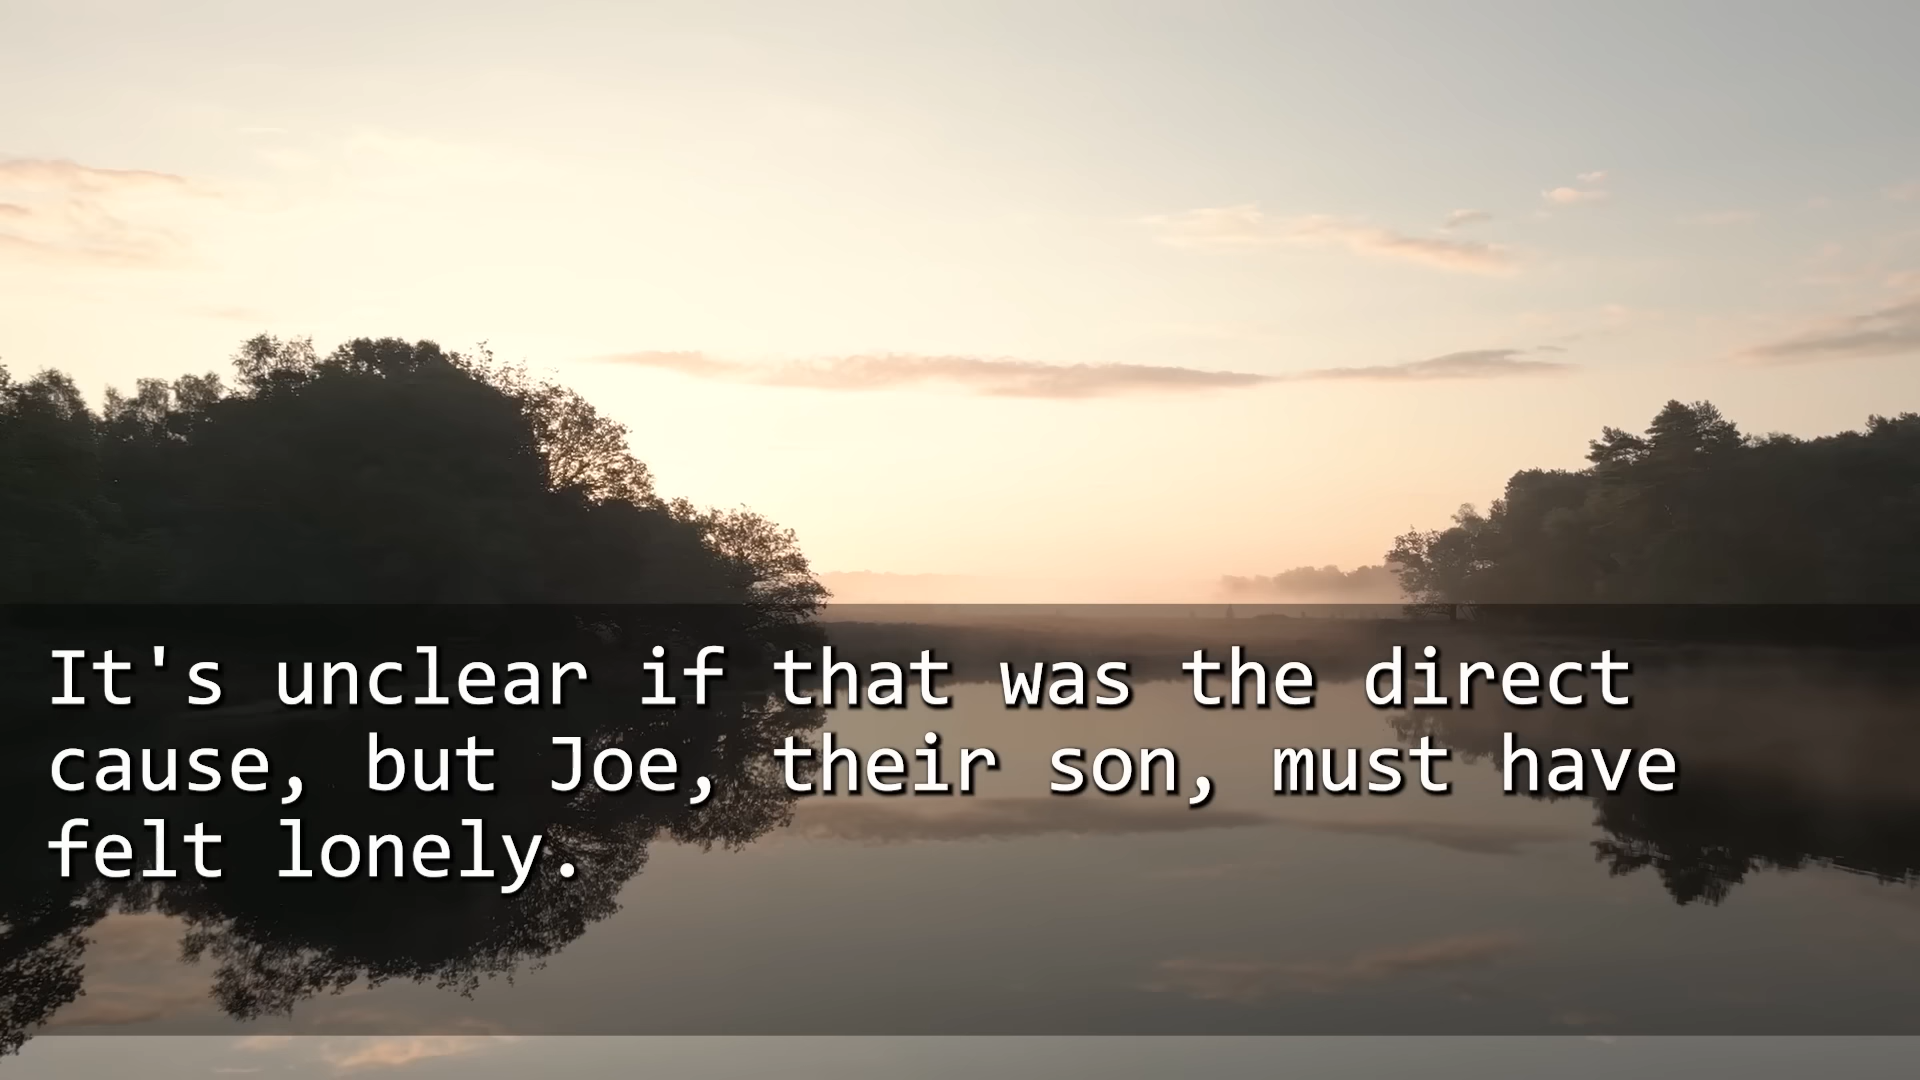 It's unclear if that was the direct
cause, but Joe, their son, must have
felt lonely.